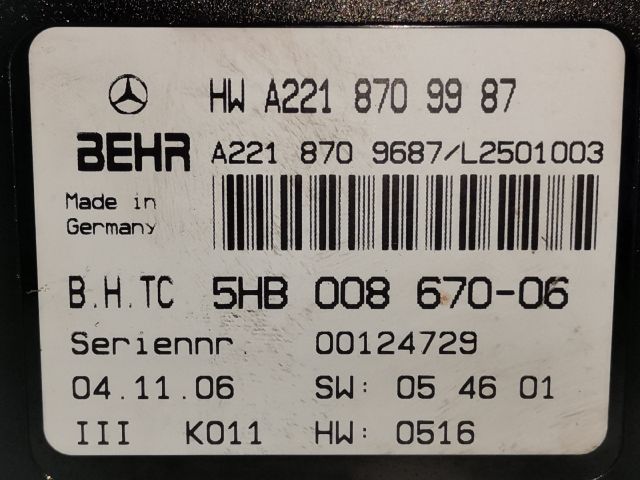 HW A221 870 99 87
BEHR A221 870 9687/L2501003
Made in
Germany
B.H.TC 5HB 008 670-06
Seriennr 00124729
04.11.06 SW: 05 46 01
III K011 HW: 0516